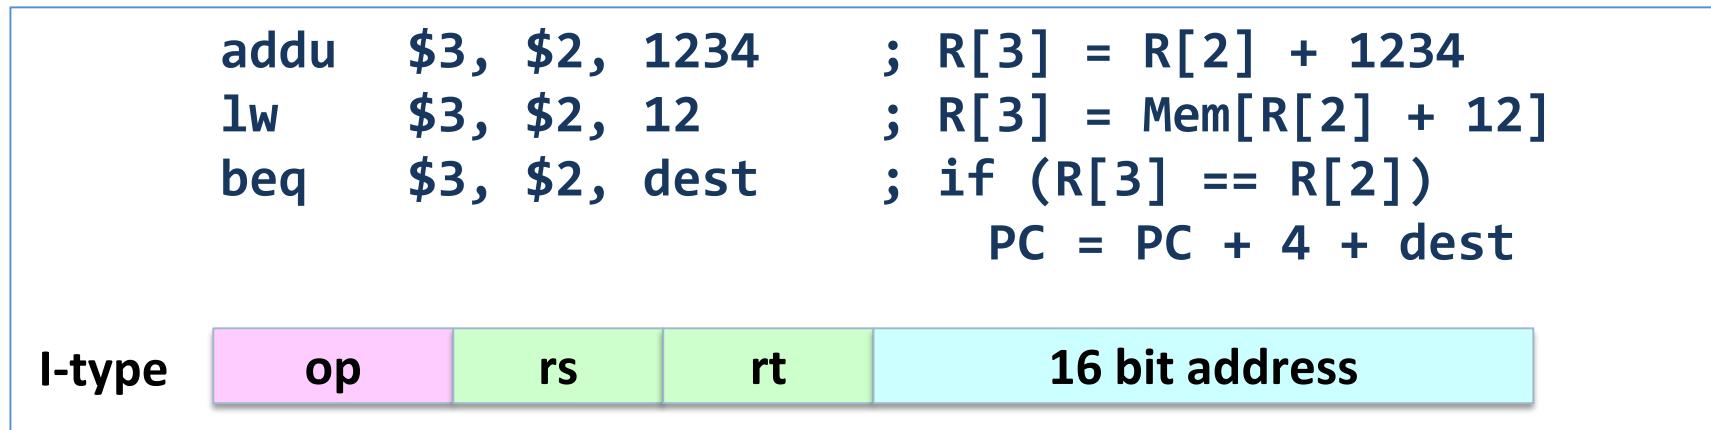 addu $3, $2, 1234 ; R[3] = R[2] + 1234
lw $3, $2, 12 ; R[3] = Mem[R[2] + 12]
beq $3, $2, dest ; if (R[3] == R[2])
PC = PC + 4 + dest
I-type op rs rt 16 bit address